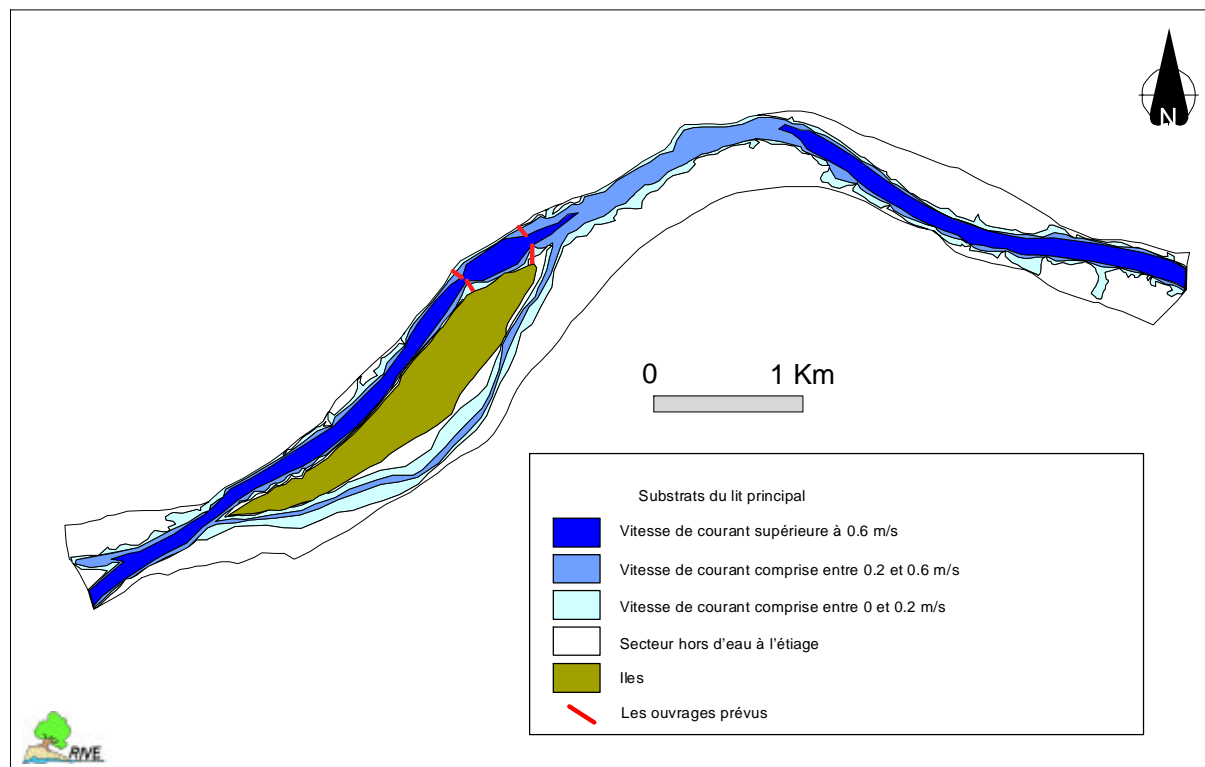 N
0 1 Km
Substrats du lit principal
Vitesse de courant supérieure à 0.6 m/s
Vitesse de courant comprise entre 0.2 et 0.6 m/s
Vitesse de courant comprise entre 0 et 0.2 m/s
Secteur hors d'eau à l'étiage
Iles
Les ouvrages prévus
RIVE